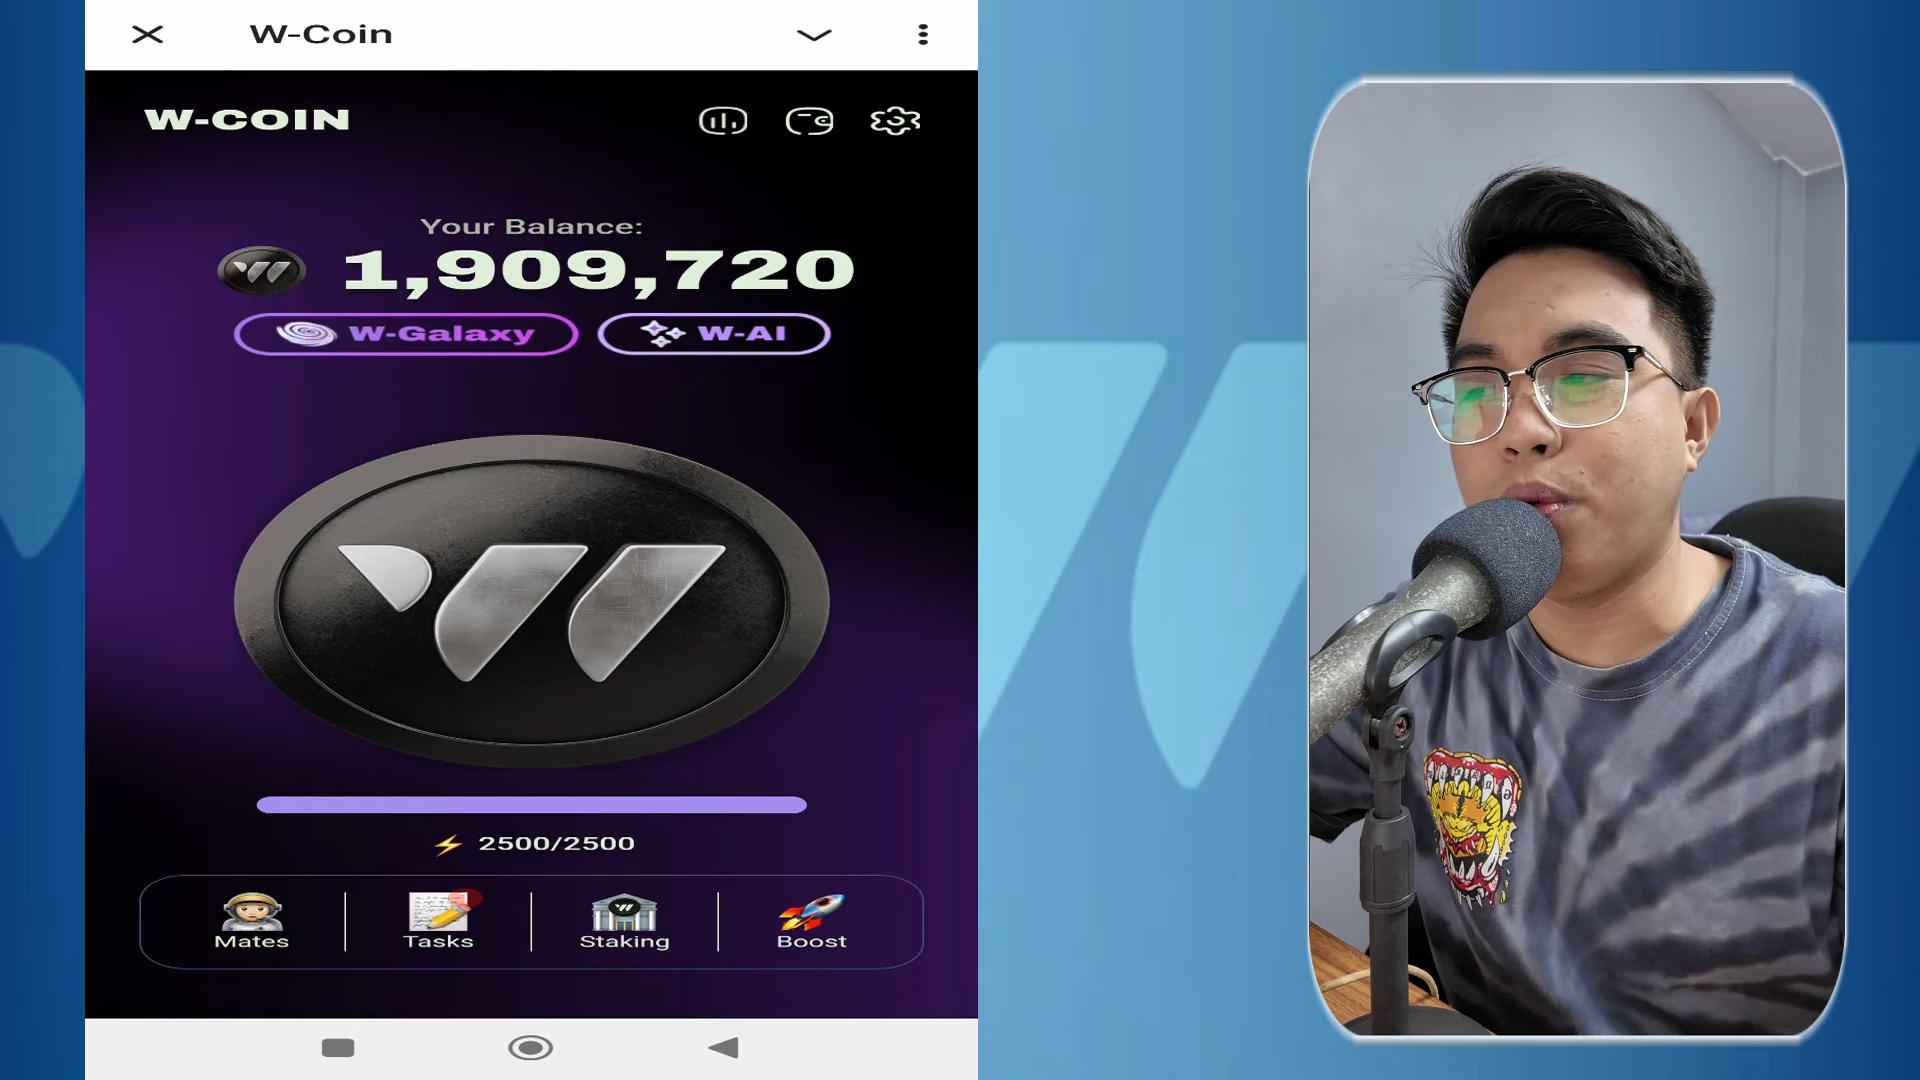 W-Coin
W-COIN
Your Balance:
1,909,720
W-Galaxy
W-AI
2500/2500
Mates
Tasks
Staking
Boost